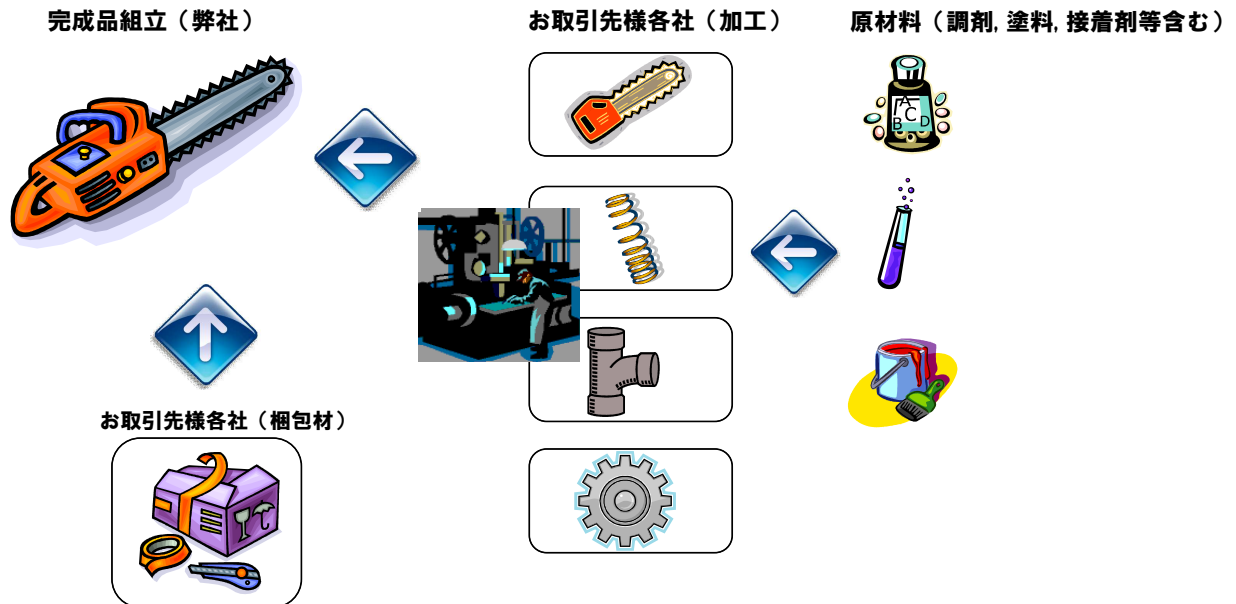 完成品組立（弊社）
お取引先様各社（加工）
原材料（調剤, 塗料, 接着剤等含む）
A
C
B D
お取引先様各社（梱包材）